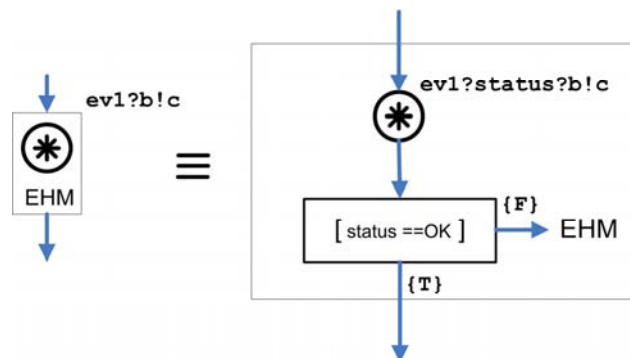 ev1?b!c
EHM
≡
ev1?status?b!c
[ status ==OK ]
{F}
EHM
{T}